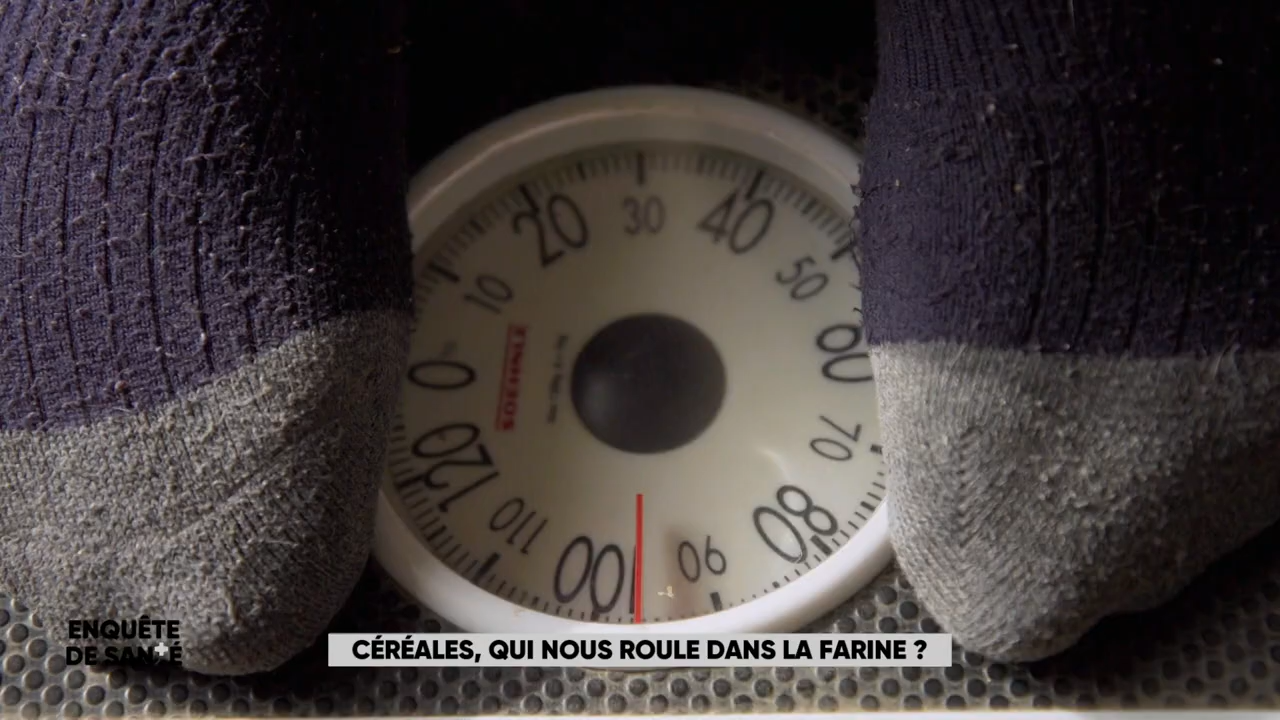 20 30 40
10 50
0 60
SOEHNLE
120 70
110 80
100 90
ENQUÊTE
DE SANTÉ
CÉRÉALES, QUI NOUS ROULE DANS LA FARINE ?